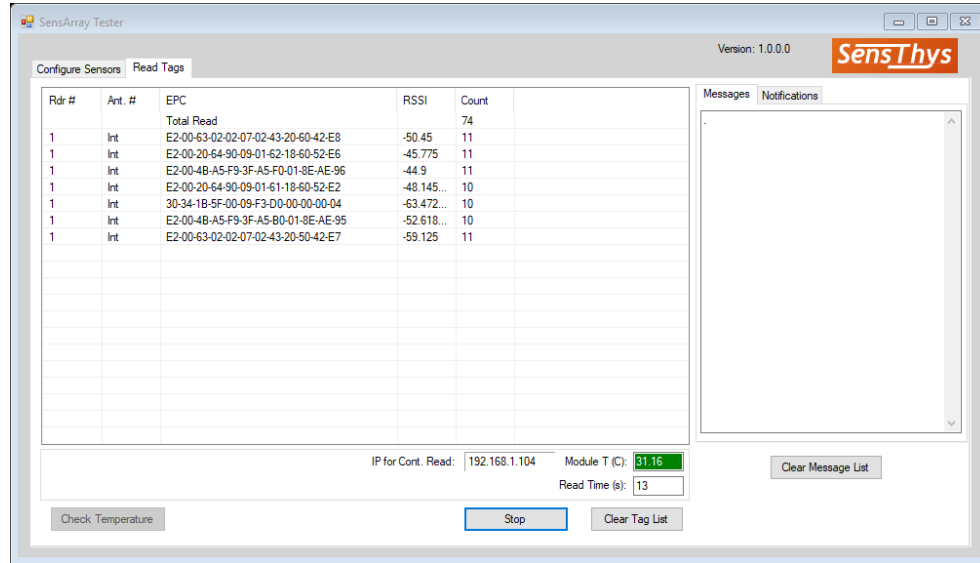 SensArray Tester
Version: 1.0.0.0
SensThys
Configure Sensors Read Tags
Messages Notifications
Rdr # Ant. # EPC RSSI Count
Total Read 74
1 Int E2-00-63-02-02-07-02-43-20-60-42-E8 -50.45 11
1 Int E2-00-20-64-90-09-01-62-18-60-52-E6 -45.775 11
1 Int E2-00-4B-A5-F9-3F-A5-F0-01-8E-AE-96 -44.9 11
1 Int E2-00-20-64-90-09-01-61-18-60-52-E2 -48.145... 10
1 Int 30-34-1B-5F-00-09-F3-D0-00-00-00-04 -63.472... 10
1 Int E2-00-4B-A5-F9-3F-A5-B0-01-8E-AE-95 -52.618... 10
1 Int E2-00-63-02-02-07-02-43-20-50-42-E7 -59.125 11
.
IP for Cont. Read: 192.168.1.104 Module T (C): 31.16
Read Time (s): 13
Clear Message List
Check Temperature Stop Clear Tag List